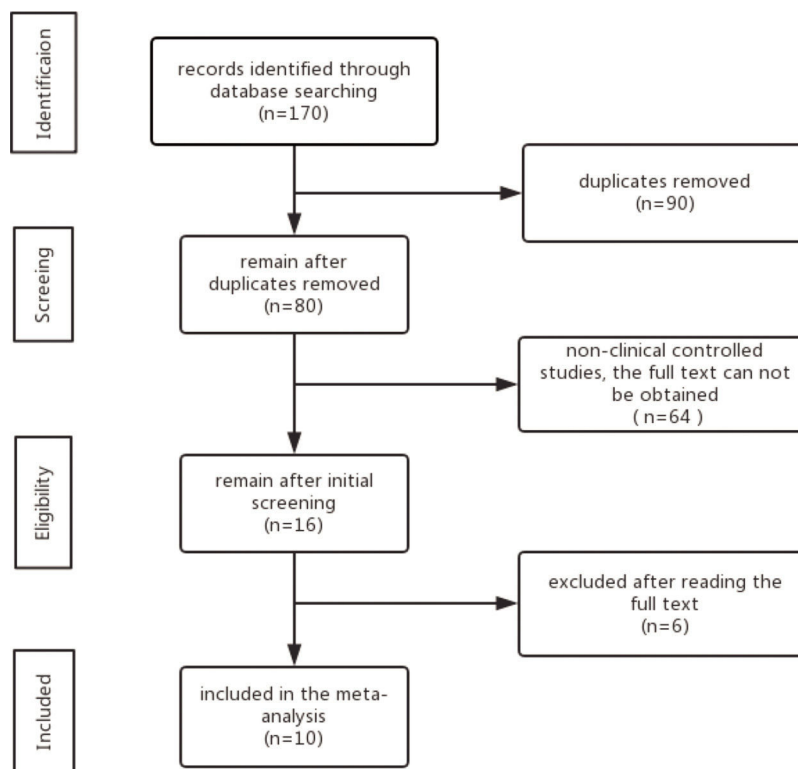 Identificaion
records identified through
database searching
(n=170)
duplicates removed
(n=90)
Screeing
remain after
duplicates removed
(n=80)
non-clinical controlled
studies, the full text can not
be obtained
( n=64 )
Eligibility
remain after initial
screening
(n=16)
excluded after reading the
full text
(n=6)
Included
included in the meta-
analysis
(n=10)